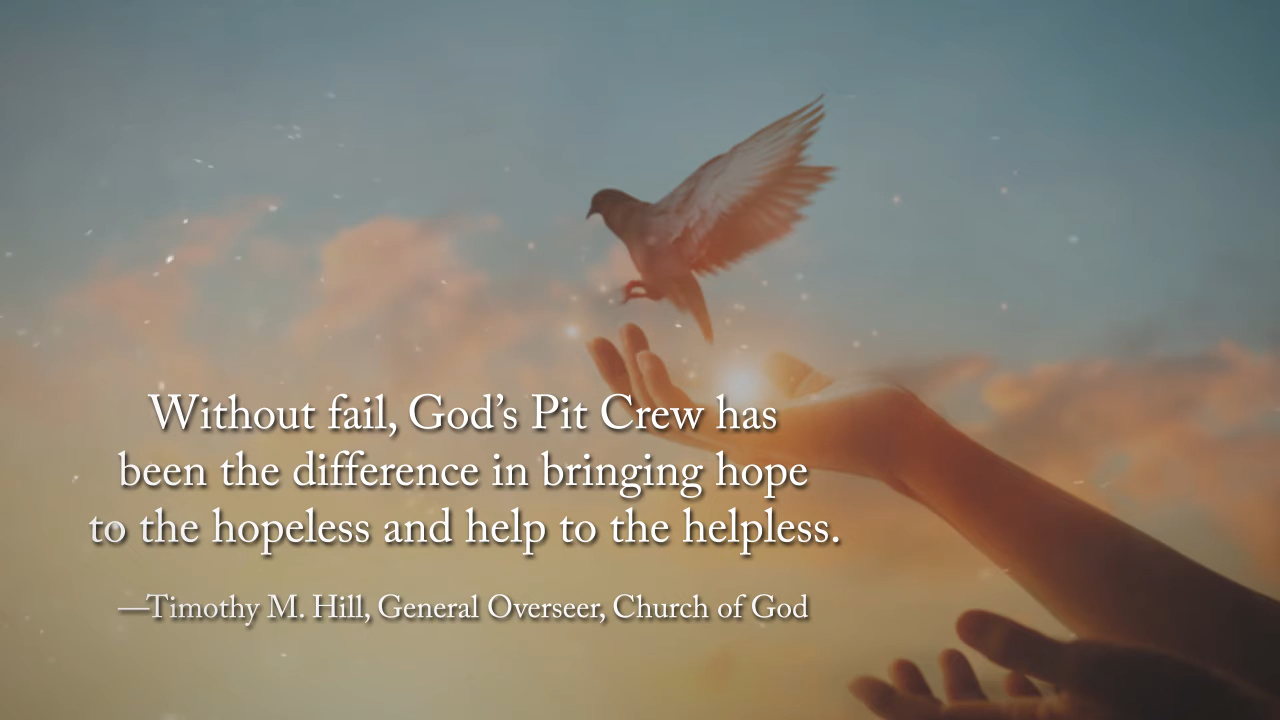 Without fail, God’s Pit Crew has
been the difference in bringing hope
to the hopeless and help to the helpless.
—Timothy M. Hill, General Overseer, Church of God